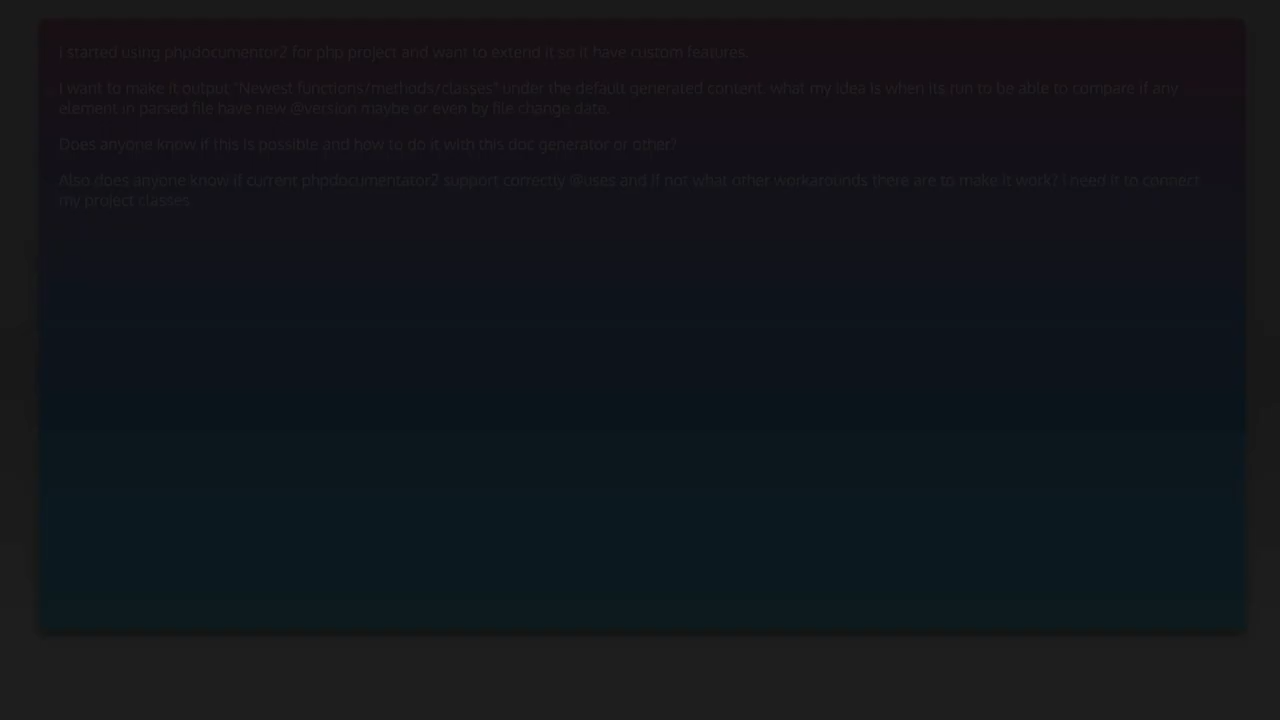 I started using phpdocumentor2 for php project and want to extend it so it have custom features.
I want to make it output "Newest functions/methods/classes" under the default generated content. what my idea is when its run to be able to compare if any
element in parsed file have new @version maybe or even by file change date.
Does anyone know if this is possible and how to do it with this doc generator or other?
Also does anyone know if current phpdocumentator2 support correctly @uses and if not what other workarounds there are to make it work? I need it to connect
my project classes